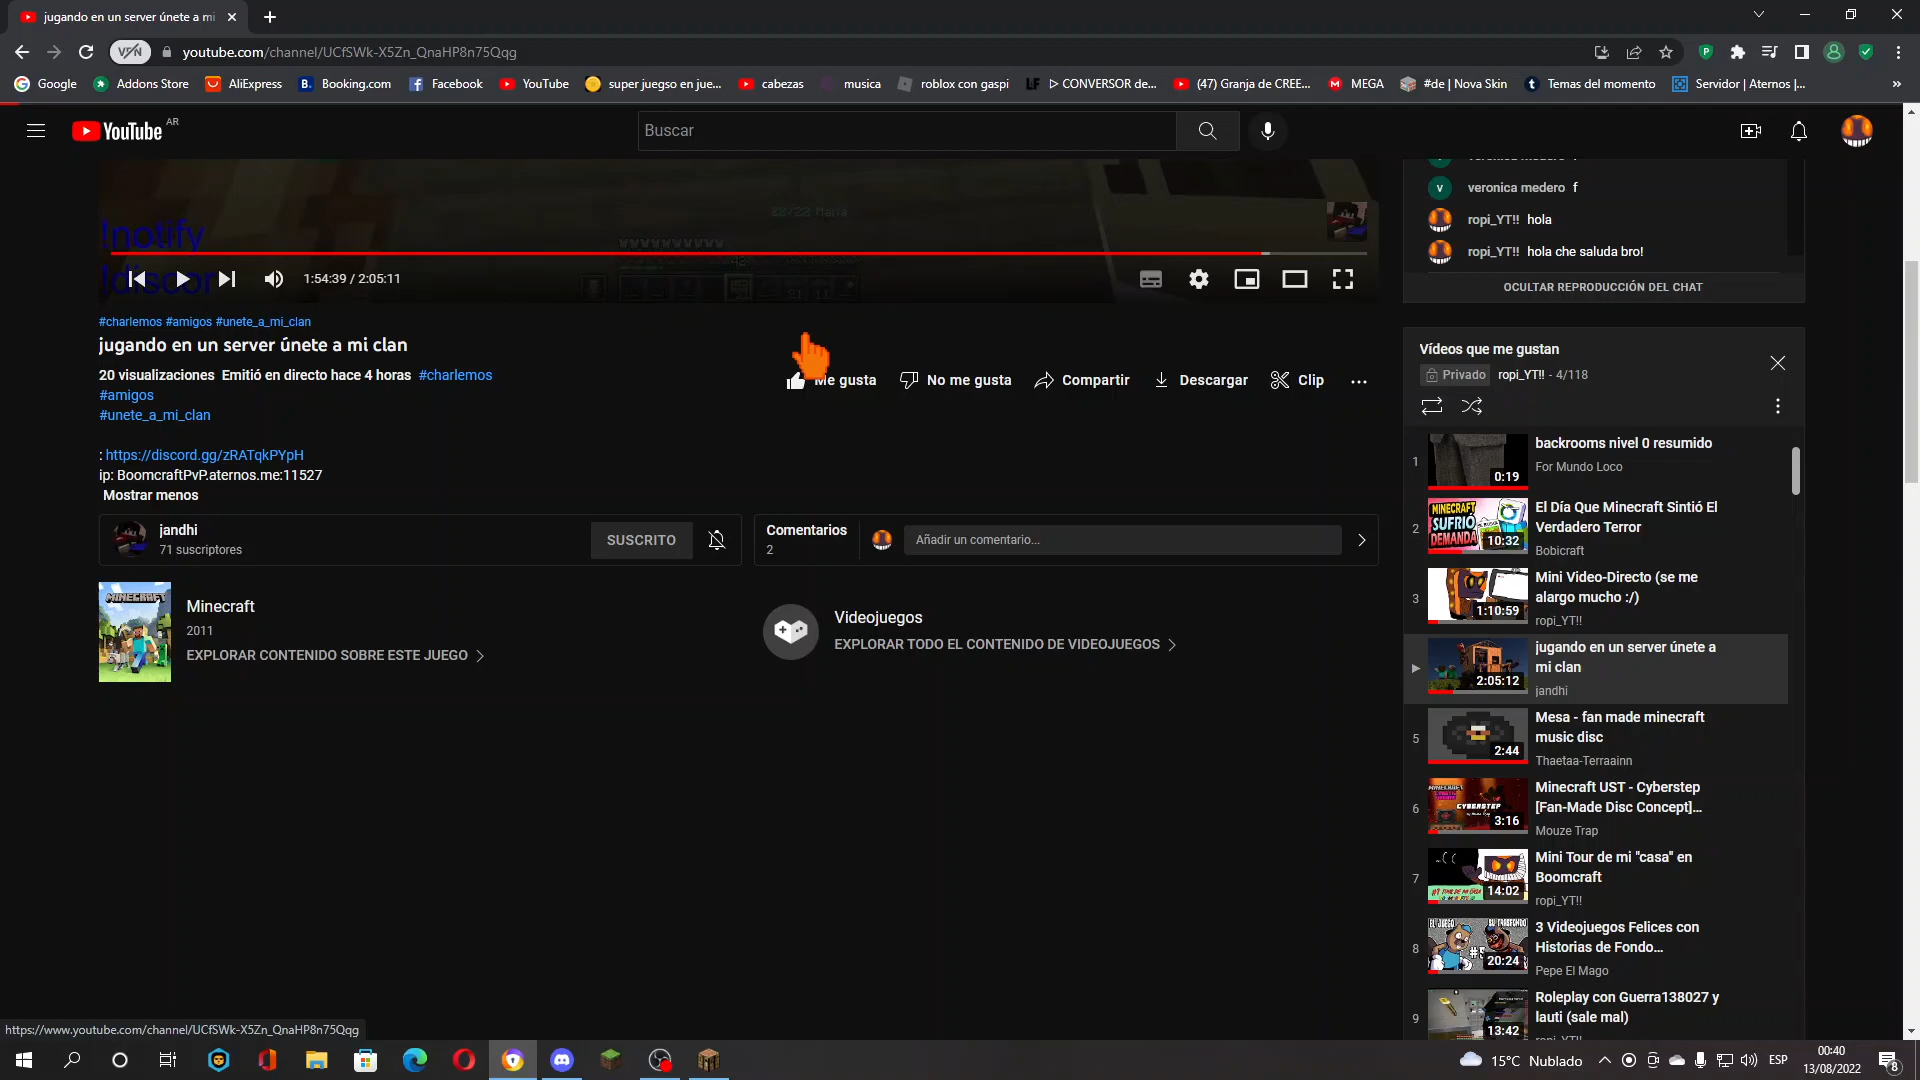 jugando en un server únete a mi
VPN
youtube.com/channel/UCfSWk-X5Zn_QnaHP8n75Qqg
Google
Addons Store
AliExpress
Booking.com
Facebook
YouTube
super juegso en jue...
cabezas
musica
roblox con gaspi
ᐅ CONVERSOR de...
(47) Granja de CREE...
MEGA
#de | Nova Skin
Temas del momento
Servidor | Aternos |...
YouTube AR
Buscar
!notify
!discor
1:54:39 / 2:05:11
veronica medero f
ropi_YT!! hola
ropi_YT!! hola che saluda bro!
OCULTAR REPRODUCCIÓN DEL CHAT
#charlemos #amigos #unete_a_mi_clan
jugando en un server únete a mi clan
20 visualizaciones Emitió en directo hace 4 horas #charlemos
#amigos
#unete_a_mi_clan
: https://discord.gg/zRATqkPYpH
ip: BoomcraftPvP.aternos.me:11527
Mostrar menos
Me gusta
No me gusta
Compartir
Descargar
Clip
jandhi
71 suscriptores
SUSCRITO
Comentarios
2
Añadir un comentario...
MINECRAFT
Minecraft
2011
EXPLORAR CONTENIDO SOBRE ESTE JUEGO
Videojuegos
EXPLORAR TODO EL CONTENIDO DE VIDEOJUEGOS
Vídeos que me gustan
Privado ropi_YT!! - 4/118
1
0:19
backrooms nivel 0 resumido
For Mundo Loco
2
MINECRAFT
SUFRIÓ
DEMANDA
10:32
El Día Que Minecraft Sintió El
Verdadero Terror
Bobicraft
3
1:10:59
Mini Video-Directo (se me
alargo mucho :/)
ropi_YT!!
2:05:12
jugando en un server únete a
mi clan
jandhi
5
2:44
Mesa - fan made minecraft
music disc
Thaetaa-Terraainn
6
CYBERSTEP
3:16
Minecraft UST - Cyberstep
[Fan-Made Disc Concept]...
Mouze Trap
7
14:02
Mini Tour de mi "casa" en
Boomcraft
ropi_YT!!
8
20:24
3 Videojuegos Felices con
Historias de Fondo...
Pepe El Mago
9
13:42
Roleplay con Guerra138027 y
lauti (sale mal)
ropi_YT!!
https://www.youtube.com/channel/UCfSWk-X5Zn_QnaHP8n75Qqg
15°C Nublado
ESP
00:40
13/08/2022
8